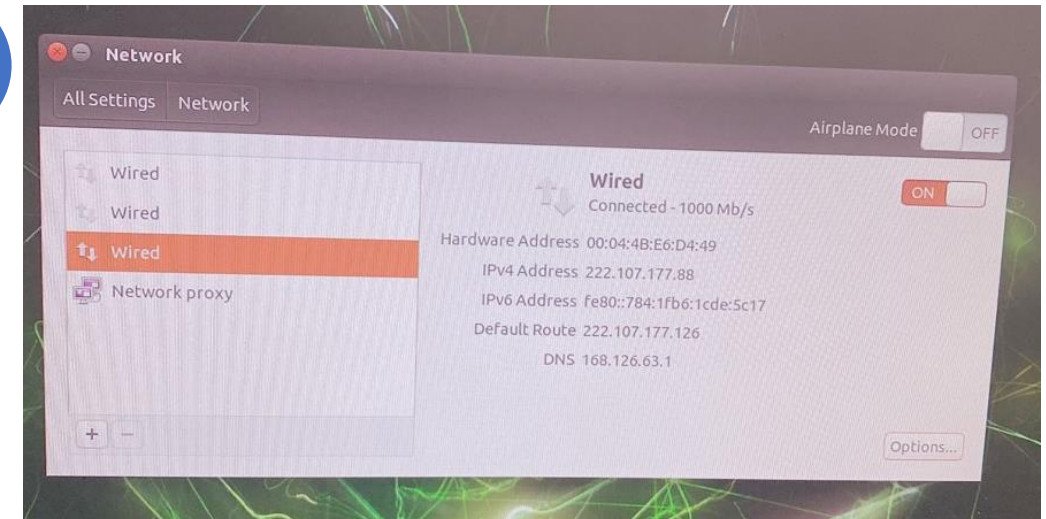 Network
All Settings Network
Airplane Mode OFF
Wired
Wired
Wired
Network proxy
+ -
Wired
Connected - 1000 Mb/s
ON
Hardware Address 00:04:4B:E6:D4:49
IPv4 Address 222.107.177.88
IPv6 Address fe80::784:1fb6:1cde:5c17
Default Route 222.107.177.126
DNS 168.126.63.1
Options...